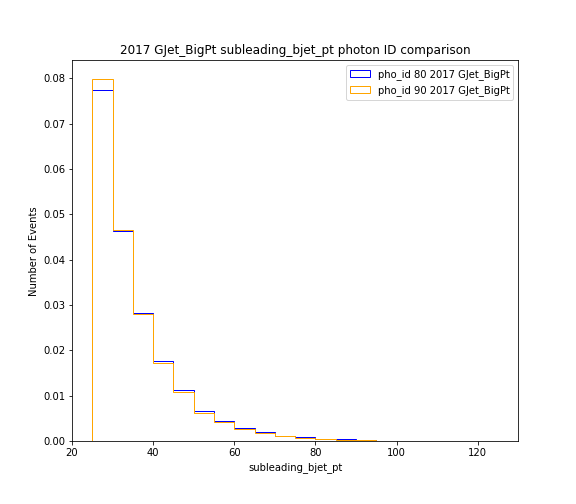 2017 GJet_BigPt subleading_bjet_pt photon ID comparison
pho_id 80 2017 GJet_BigPt
pho_id 90 2017 GJet_BigPt
0.08
0.07
0.06
0.05
0.04
0.03
0.02
0.01
0.00
Number of Events
20 40 60 80 100 120
subleading_bjet_pt